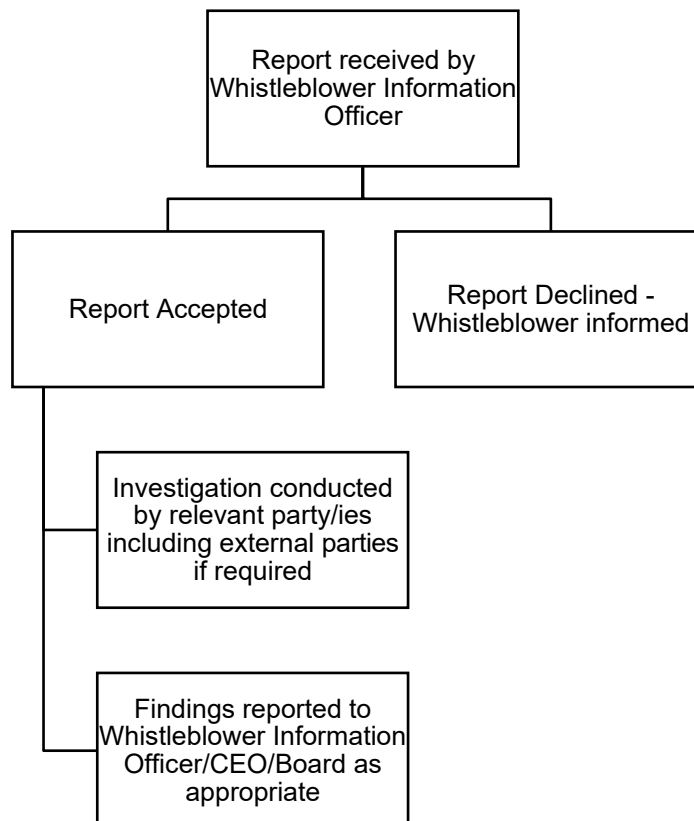 Report received by
Whistleblower Information
Officer
Report Accepted
Report Declined -
Whistleblower informed
Investigation conducted
by relevant party/ies
including external parties
if required
Findings reported to
Whistleblower Information
Officer/CEO/Board as
appropriate